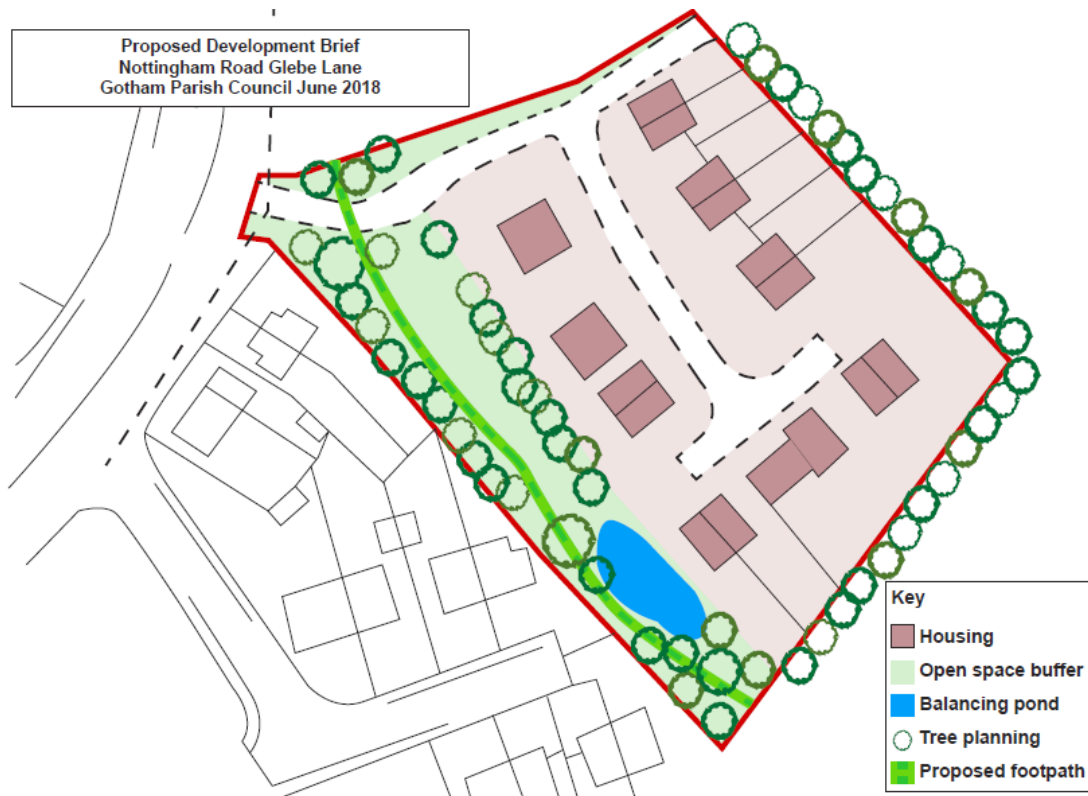 Proposed Development Brief
Nottingham Road Glebe Lane
Gotham Parish Council June 2018
Key
Housing
Open space buffer
Balancing pond
Tree planting
Proposed footpath